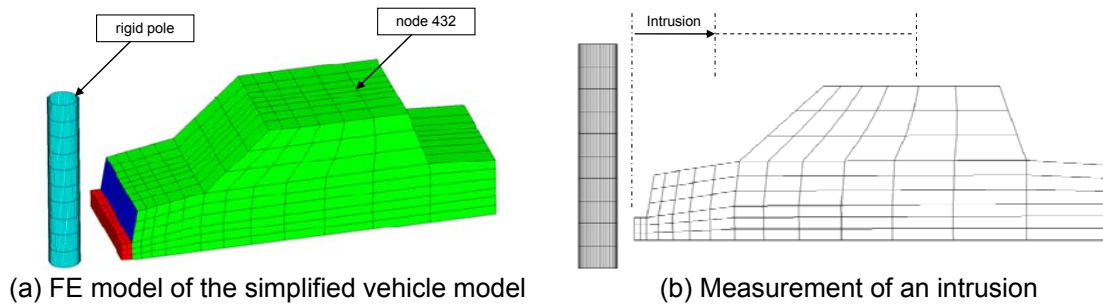 rigid pole
node 432
Intrusion
(a) FE model of the simplified vehicle model
(b) Measurement of an intrusion